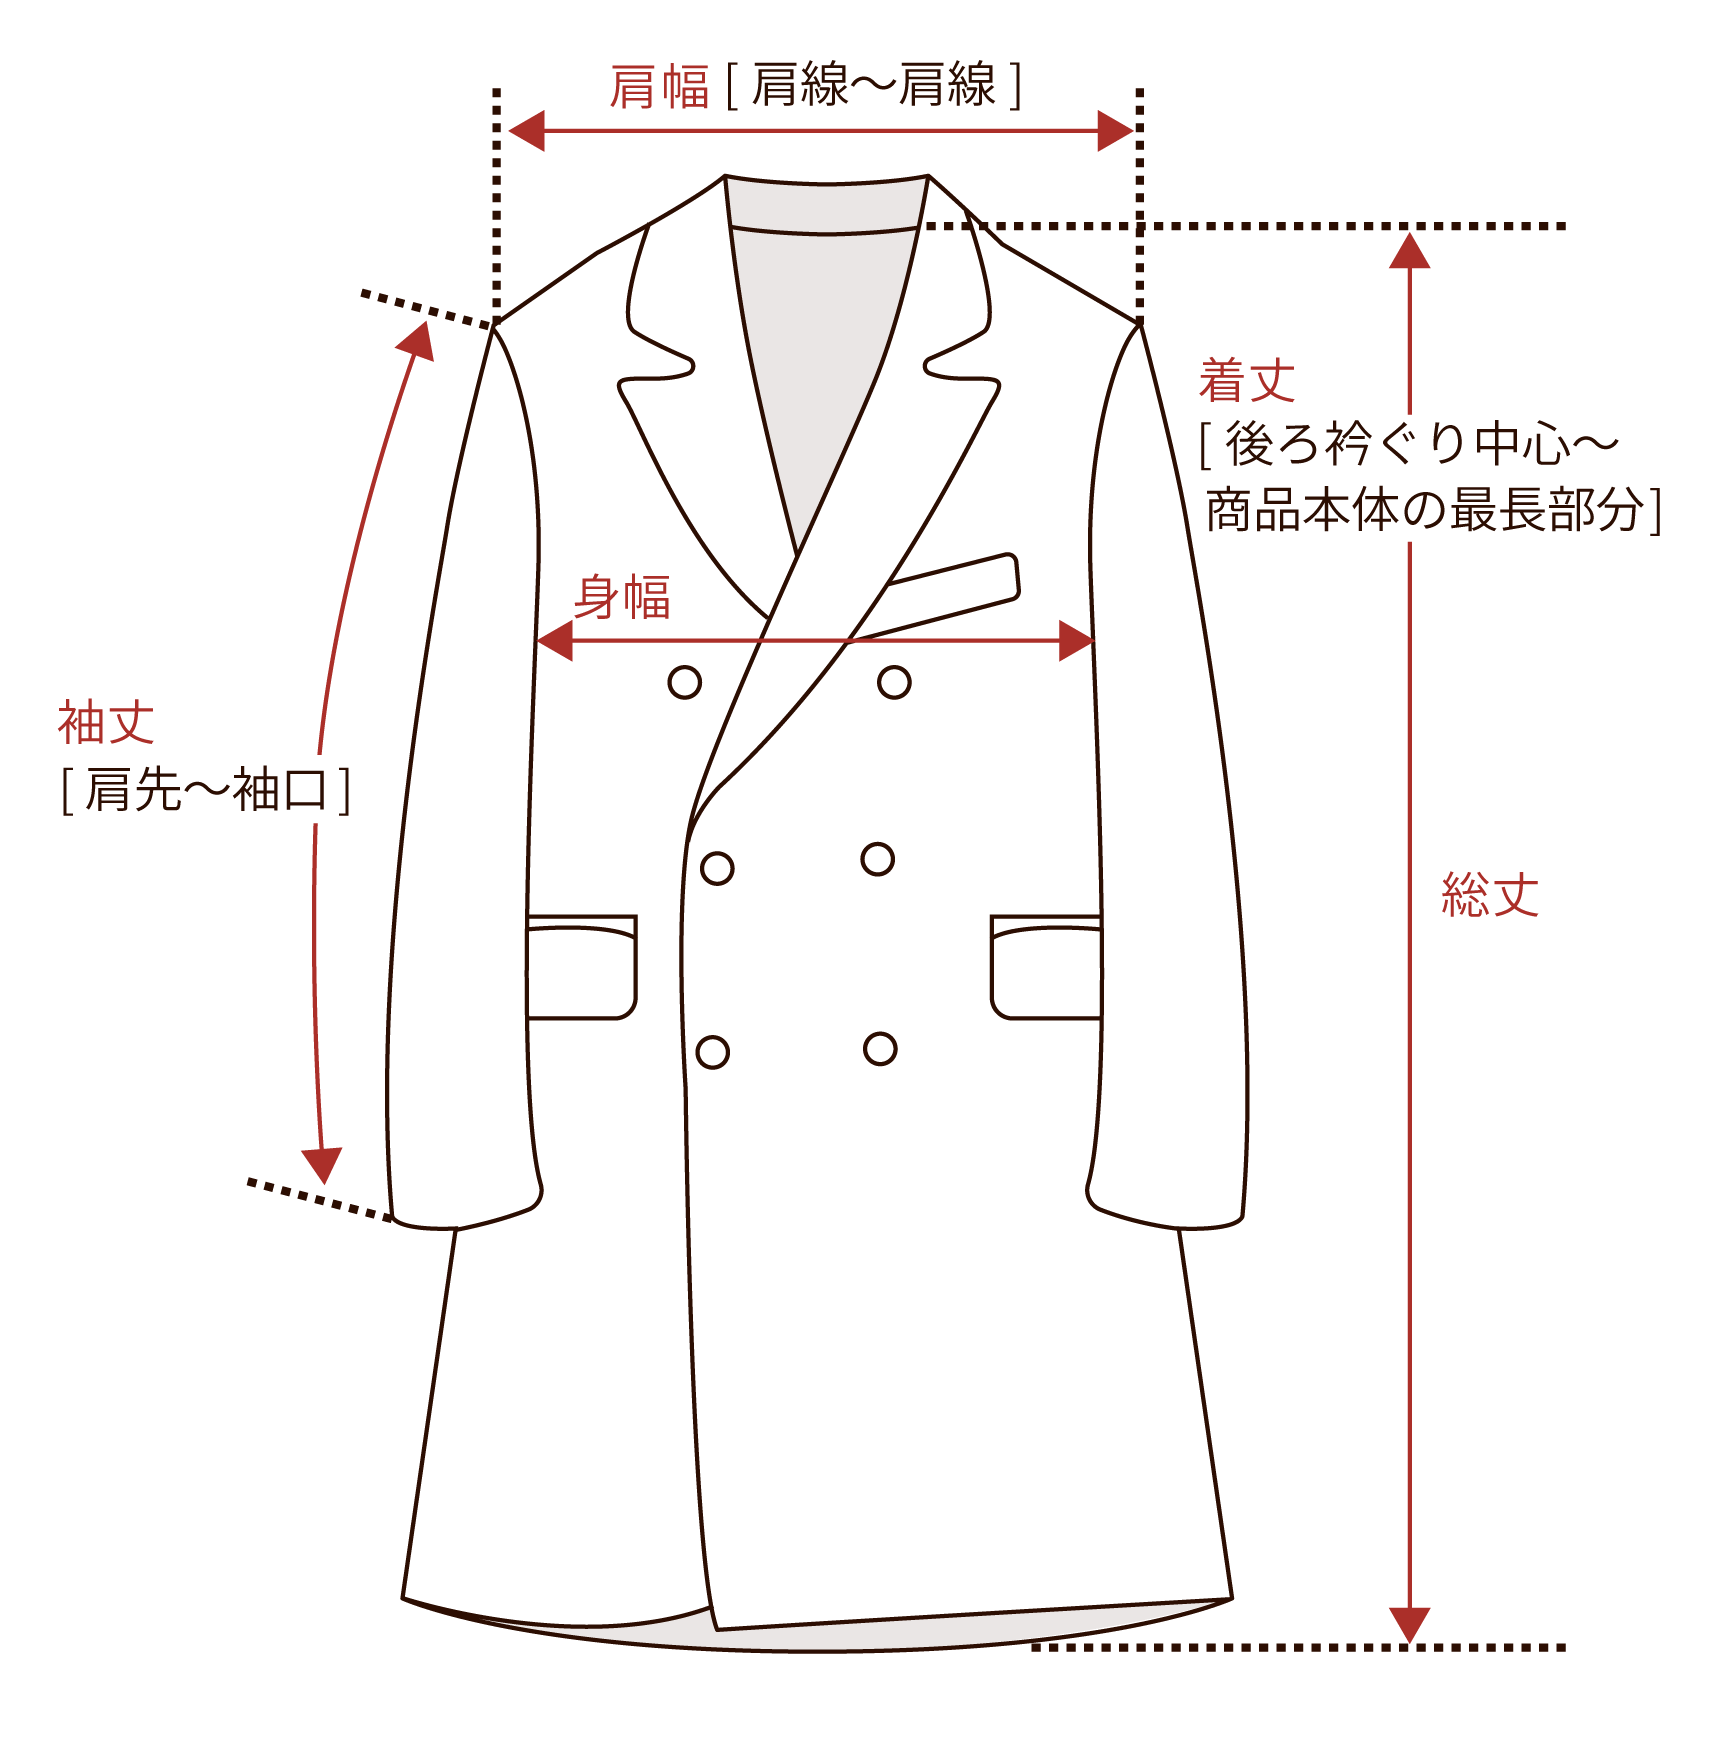 肩幅 [ 肩線〜肩線 ]
着丈
[ 後ろ衿ぐり中心〜
商品本体の最長部分 ]
身幅
袖丈
[ 肩先〜袖口 ]
総丈